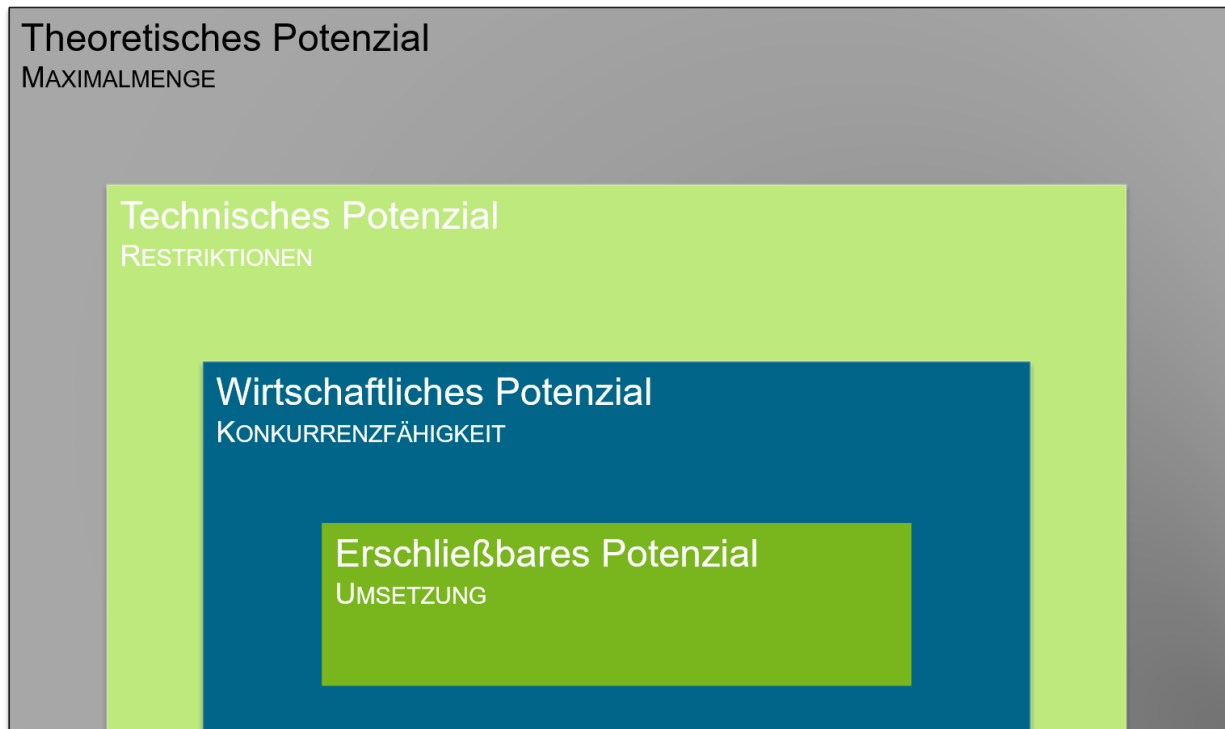 Theoretisches Potenzial
MAXIMALMENGE
Technisches Potenzial
RESTRIKTIONEN
Wirtschaftliches Potenzial
KONKURRENZFÄHIGKEIT
Erschließbares Potenzial
UMSETZUNG